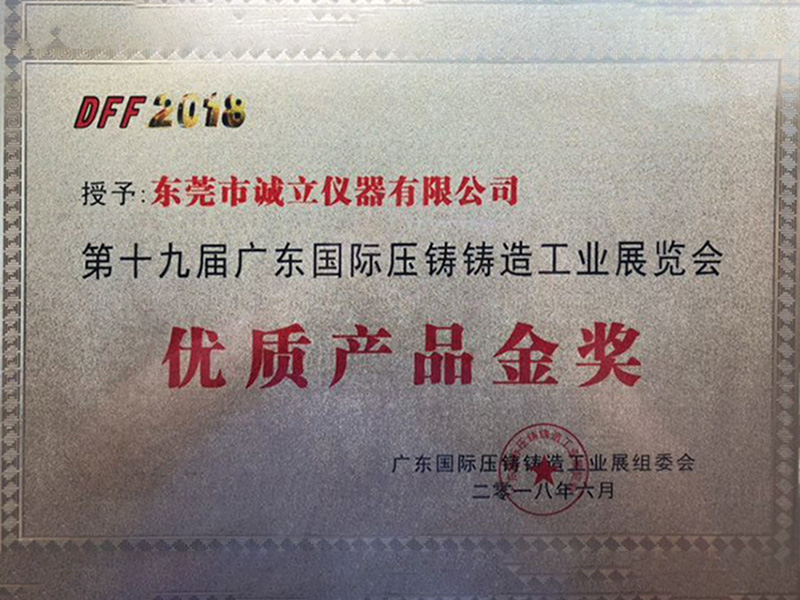 DFF 2018
授予:东莞市诚立仪器有限公司
第十九届广东国际压铸铸造工业展览会
优质产品金奖
广东国际压铸铸造工业展组委会
二零一八年六月